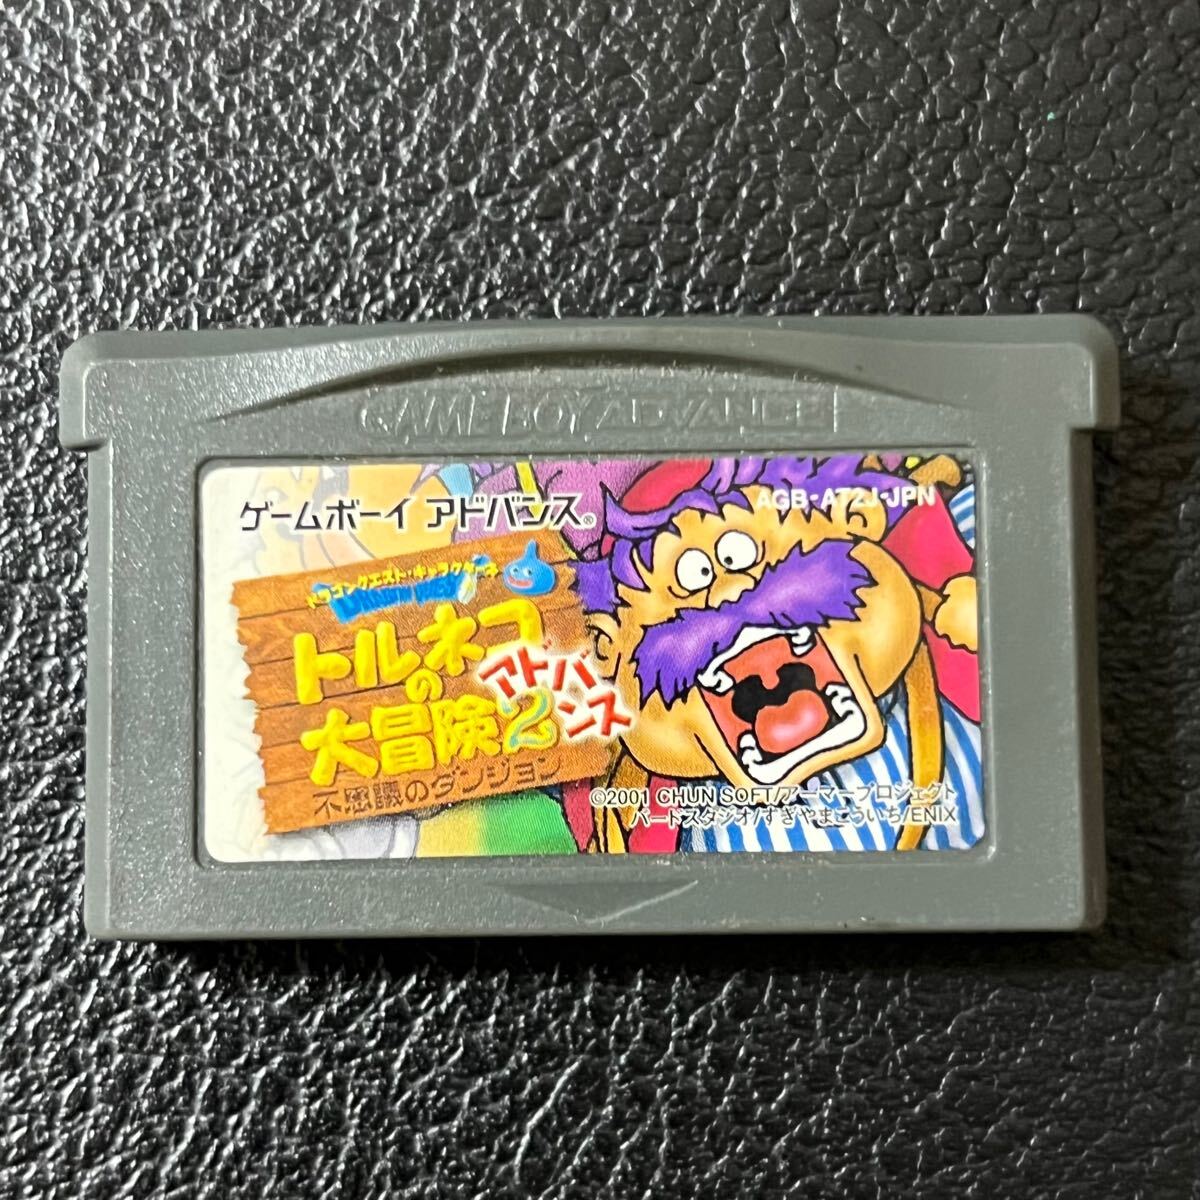 GAME BOY ADVANCE
ゲームボーイ アドバンス®
AGB-AT2J-JPN
ドラゴンクエスト・キャラクターズ
DRAGON QUEST
トルネコの
大冒険2
アドバンス
不思議のダンジョン
©2001 CHUN SOFT/アーマープロジェクト
バードスタジオ/すぎやまこういち/ENIX